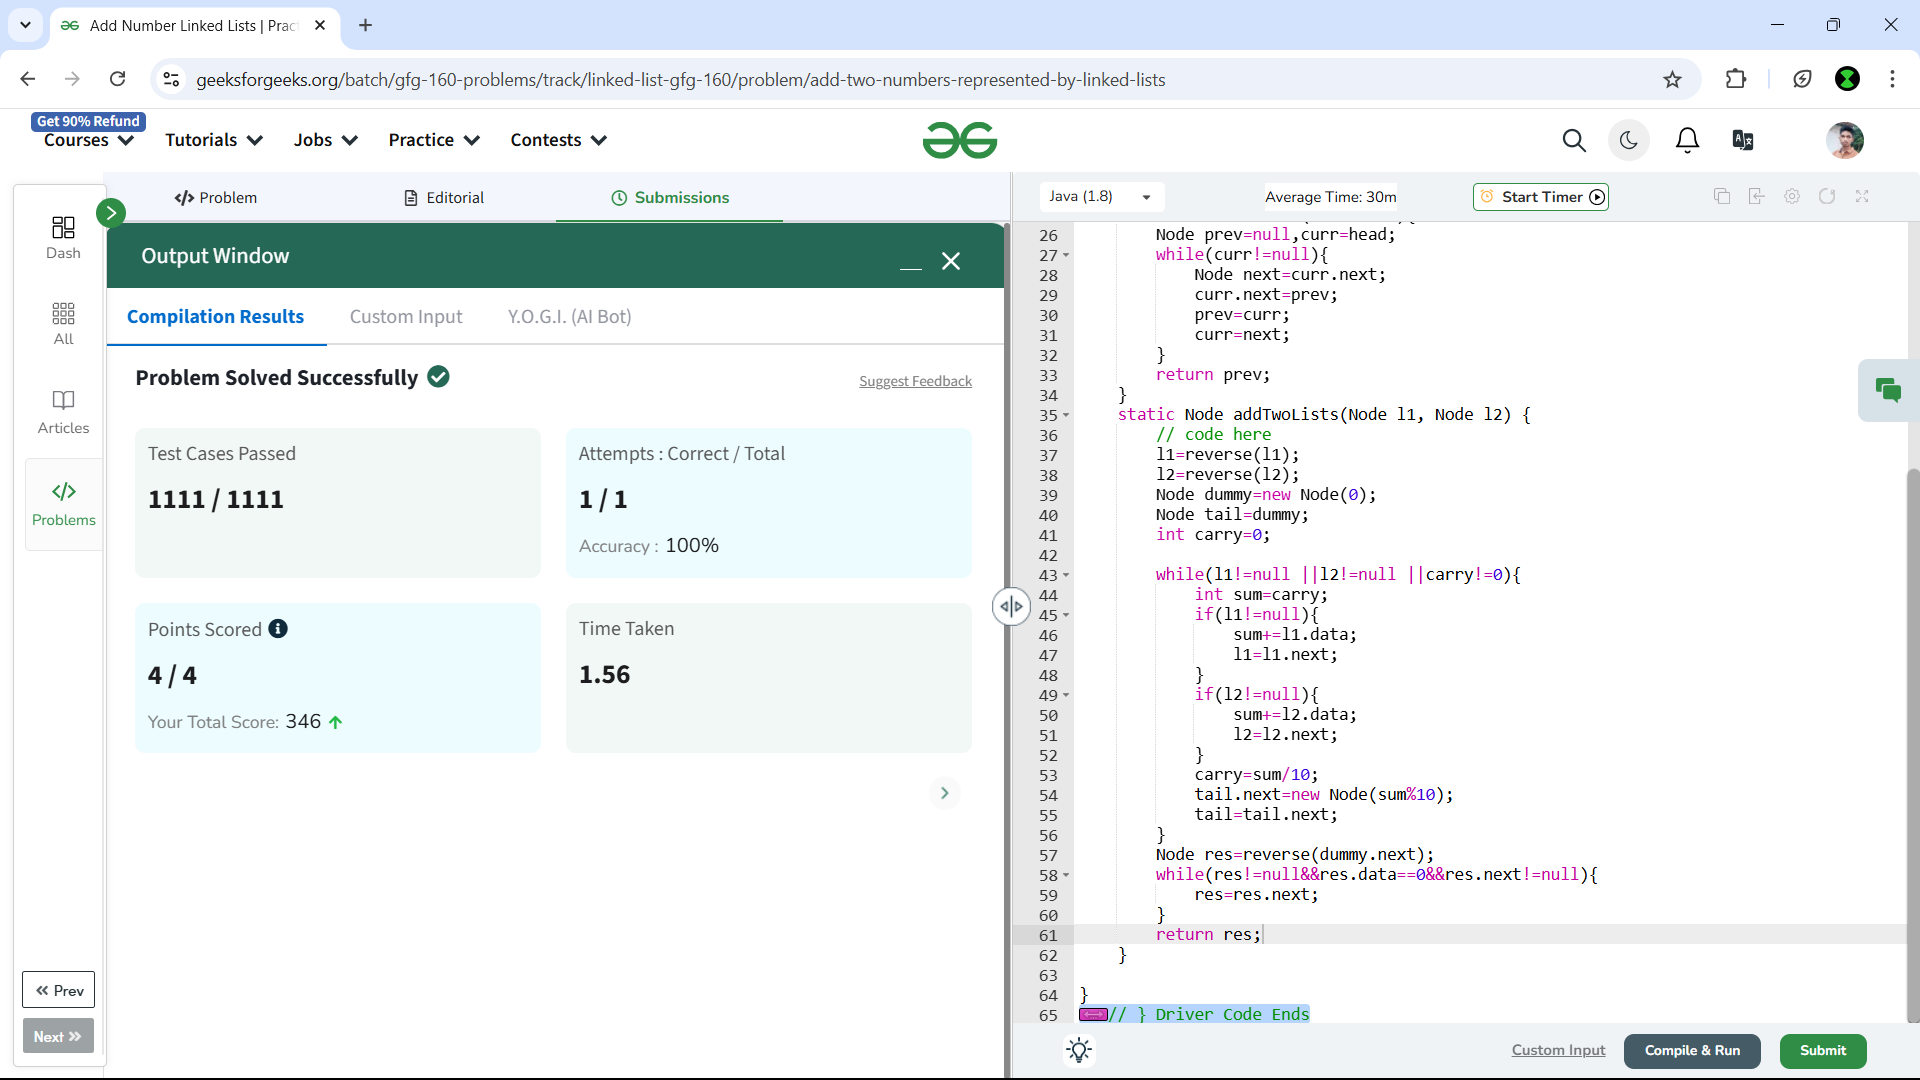 Add Number Linked Lists | Prac
geeksforgeeks.org/batch/gfg-160-problems/track/linked-list-gfg-160/problem/add-two-numbers-represented-by-linked-lists
Get 90% Refund
Courses
Tutorials
Jobs
Practice
Contests
Dash
All
Articles
Problems
Prev
Next
Problem
Editorial
Submissions
Output Window
Compilation Results
Custom Input
Y.O.G.I. (AI Bot)
Problem Solved Successfully
Suggest Feedback
Test Cases Passed
1111 / 1111
Attempts : Correct / Total
1 / 1
Accuracy : 100%
Points Scored
4 / 4
Your Total Score: 346
Time Taken
1.56
Java (1.8)
Average Time: 30m
Start Timer
26 Node prev=null,curr=head;
27 while(curr!=null){
28 Node next=curr.next;
29 curr.next=prev;
30 prev=curr;
31 curr=next;
32 }
33 return prev;
34 }
35 static Node addTwoLists(Node l1, Node l2) {
36 // code here
37 l1=reverse(l1);
38 l2=reverse(l2);
39 Node dummy=new Node(0);
40 Node tail=dummy;
41 int carry=0;
42
43 while(l1!=null ||l2!=null ||carry!=0){
44 int sum=carry;
45 if(l1!=null){
46 sum+=l1.data;
47 l1=l1.next;
48 }
49 if(l2!=null){
50 sum+=l2.data;
51 l2=l2.next;
52 }
53 carry=sum/10;
54 tail.next=new Node(sum%10);
55 tail=tail.next;
56 }
57 Node res=reverse(dummy.next);
58 while(res!=null&&res.data==0&&res.next!=null){
59 res=res.next;
60 }
61 return res;
62 }
63
64 }
65 // } Driver Code Ends
Custom Input
Compile & Run
Submit